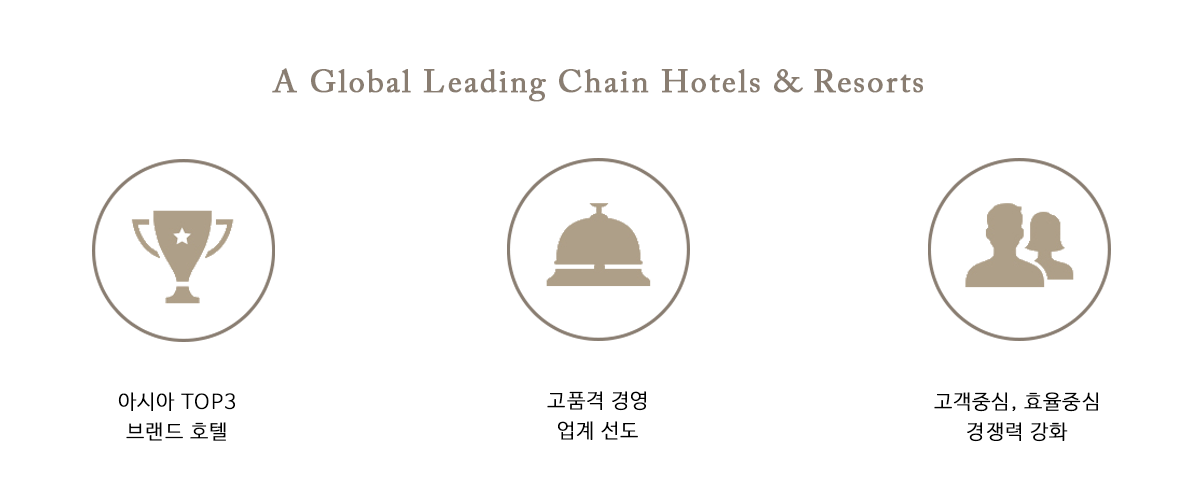 A Global Leading Chain Hotels & Resorts
아시아 TOP3
브랜드 호텔
고품격 경영
업계 선도
고객중심, 효율중심
경쟁력 강화